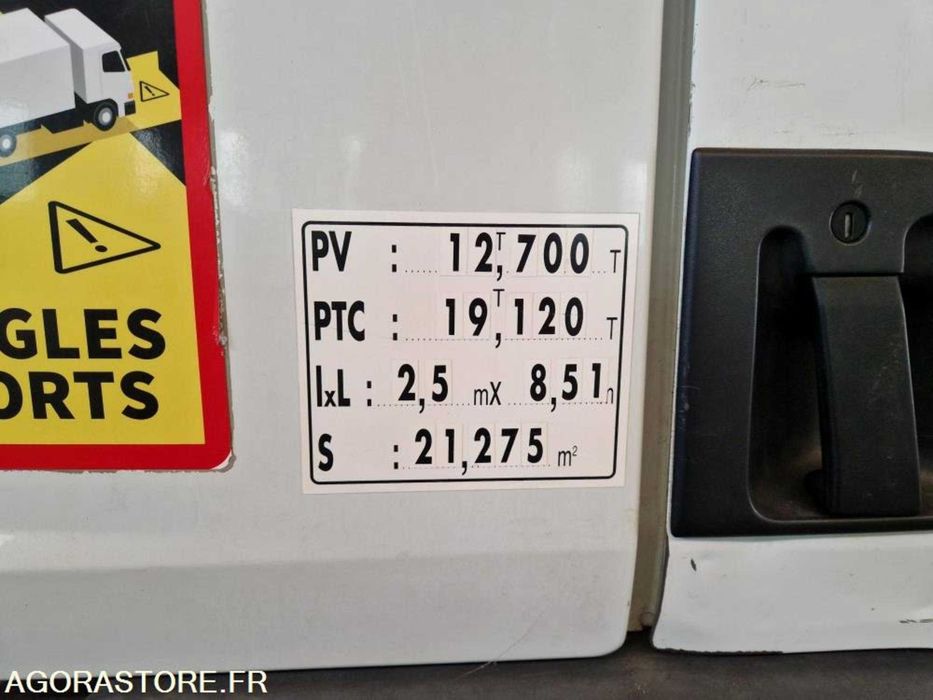 GLES
ORTS
PV : 12,700 T
T
PTC : 19,120 T
T
lxL : 2,5 mX 8,51
S : 21,275 m²
AGORASTORE.FR